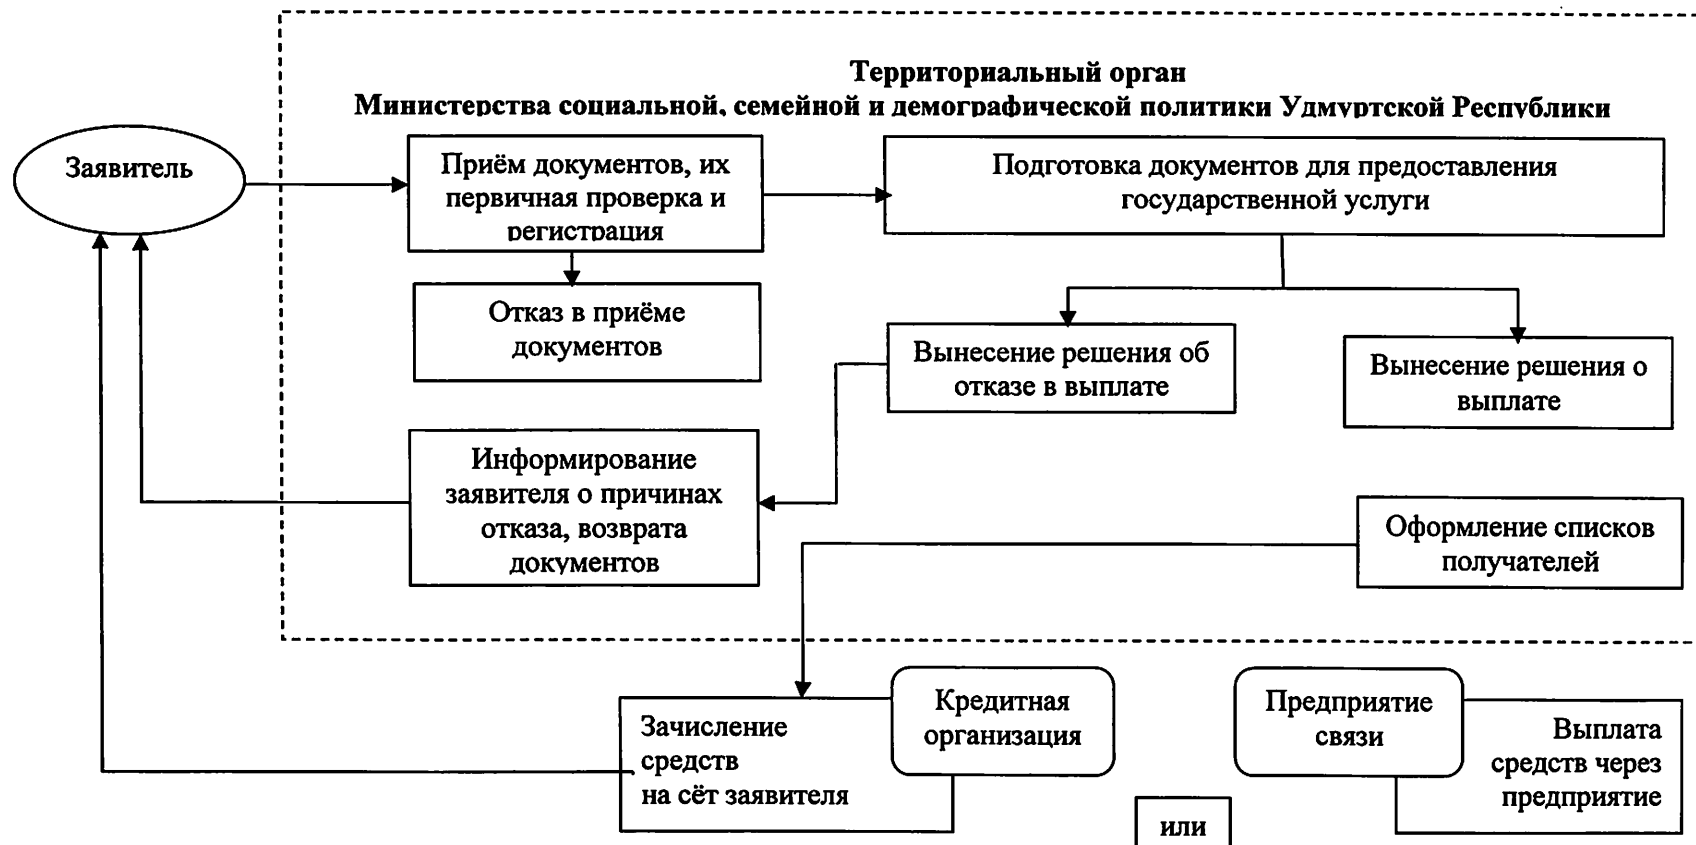 Территориальный орган
Министерства социальной, семейной и демографической политики Удмуртской Республики
Заявитель
Приём документов, их
первичная проверка и
регистрация
Подготовка документов для предоставления
государственной услуги
Отказ в приёме
документов
Вынесение решения об
отказе в выплате
Вынесение решения о
выплате
Информирование
заявителя о причинах
отказа, возврата
документов
Оформление списков
получателей
Кредитная
организация
Зачисление
средств
на сёт заявителя
Предприятие
связи
Выплата
средств через
предприятие
или